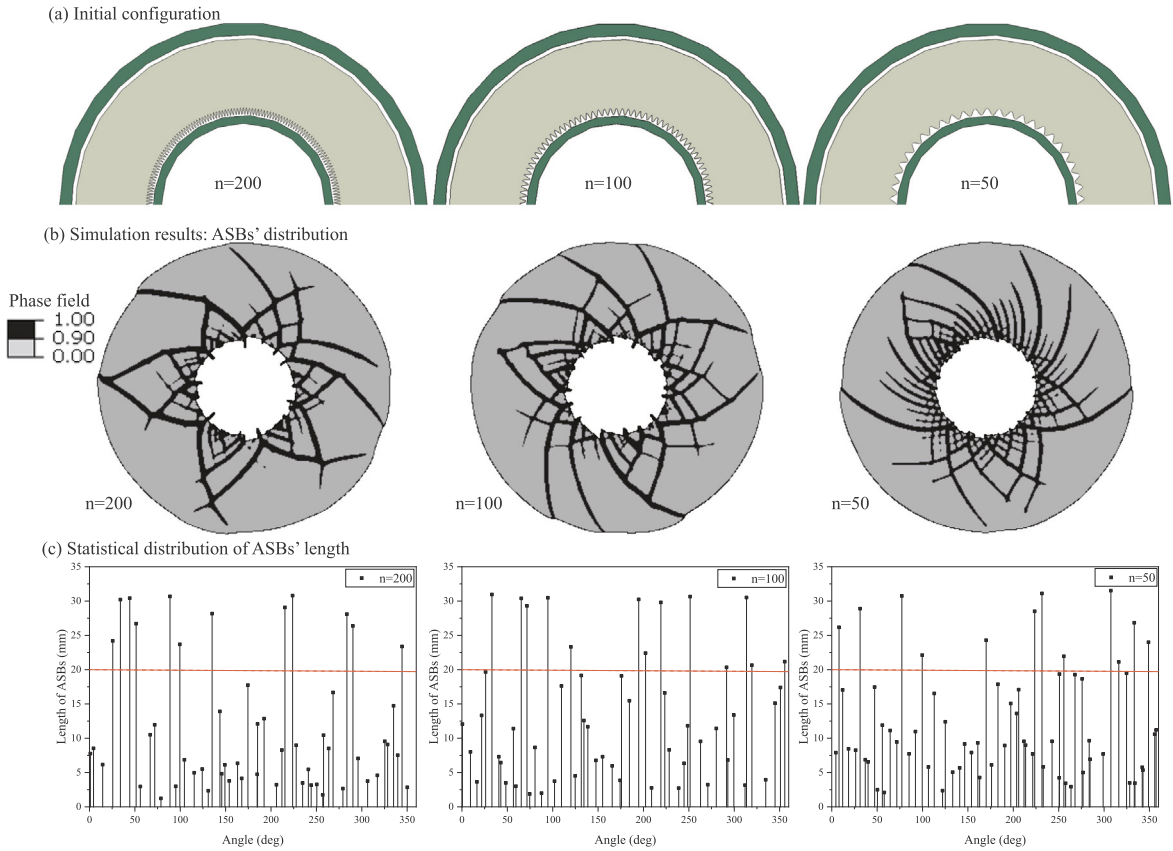 (a) Initial configuration
n=200
n=100
n=50
(b) Simulation results: ASBs' distribution
Phase field
1.00
0.90
0.00
n=200
n=100
n=50
(c) Statistical distribution of ASBs' length
35
30
25
20
15
10
5
0
Length of ASBs (mm)
n=200
0 50 100 150 200 250 300 350
Angle (deg)
35
30
25
20
15
10
5
0
Length of ASBs (mm)
n=100
0 50 100 150 200 250 300 350
Angle (deg)
35
30
25
20
15
10
5
0
Length of ASBs (mm)
n=50
0 50 100 150 200 250 300 350
Angle (deg)